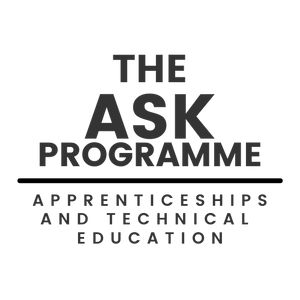 THE
ASK
PROGRAMME
APPRENTICESHIPS
AND TECHNICAL
EDUCATION